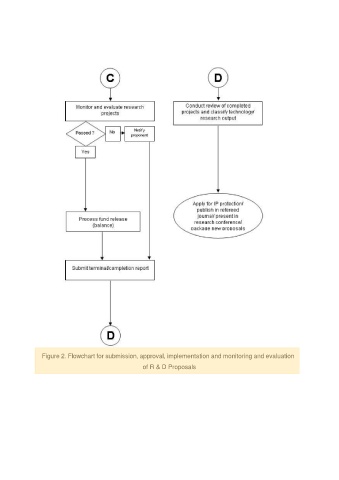 C
Monitor and evaluate research
projects
Passed ?
No
Notify
proponent
Yes
Process fund release
(balance)
Submit terminal/completion report
D
D
Conduct review of completed
projects and classify technology/
research output
Apply for IP protection/
publish in refereed
journal/ present in
research conference/
package new proposals
Figure 2. Flowchart for submission, approval, implementation and monitoring and evaluation
of R & D Proposals